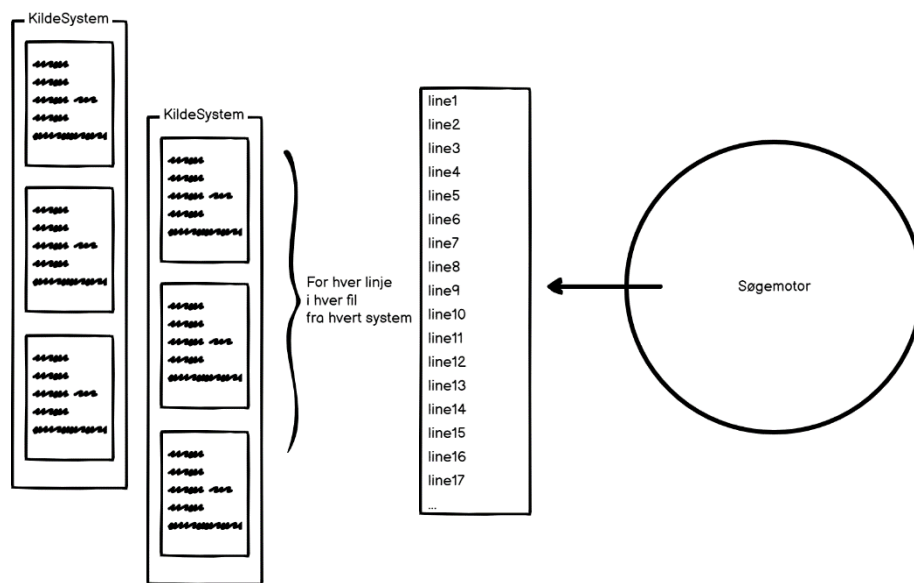 KildeSystem
KildeSystem
For hver linje
i hver fil
fra hvert system
line1
line2
line3
line4
line5
line6
line7
line8
line9
line10
line11
line12
line13
line14
line15
line16
line17
...
Søgemotor